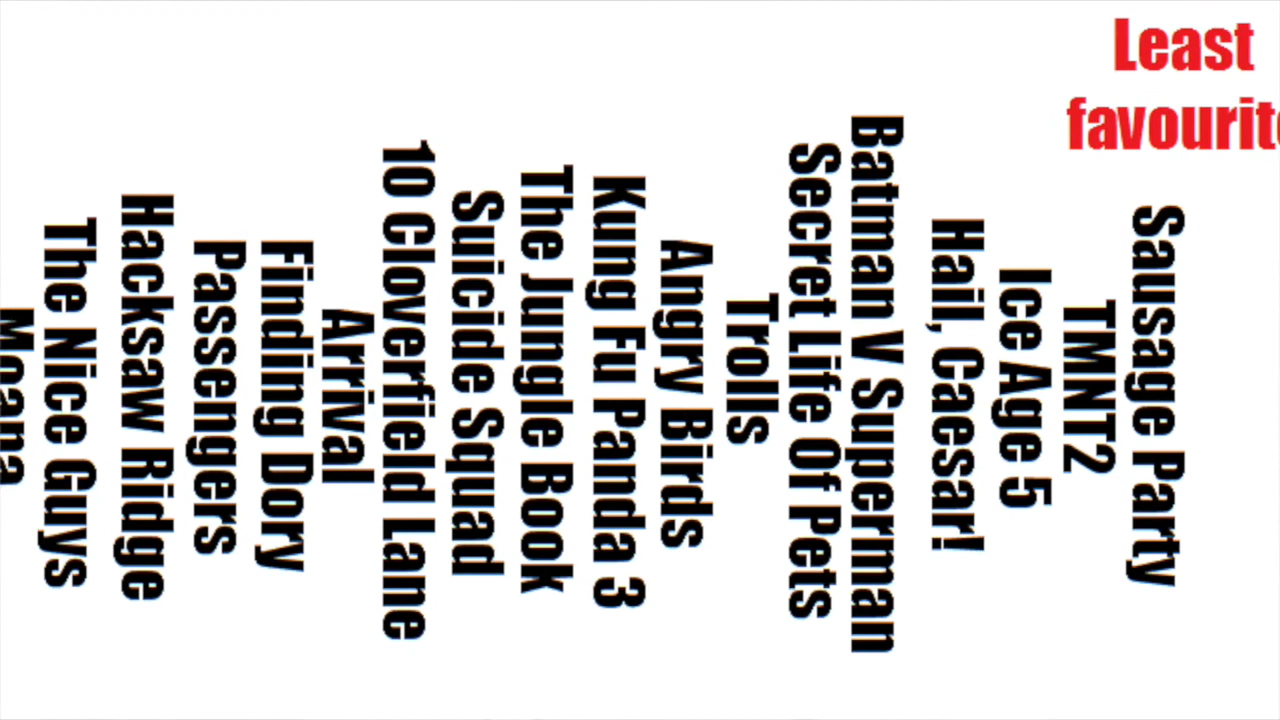 Least
favourite
Moana
The Nice Guys
Hacksaw Ridge
Passengers
Finding Dory
Arrival
10 Cloverfield Lane
Suicide Squad
The Jungle Book
Kung Fu Panda 3
Angry Birds
Trolls
Secret Life Of Pets
Batman V Superman
Hail, Caesar!
Ice Age 5
TMNT2
Sausage Party